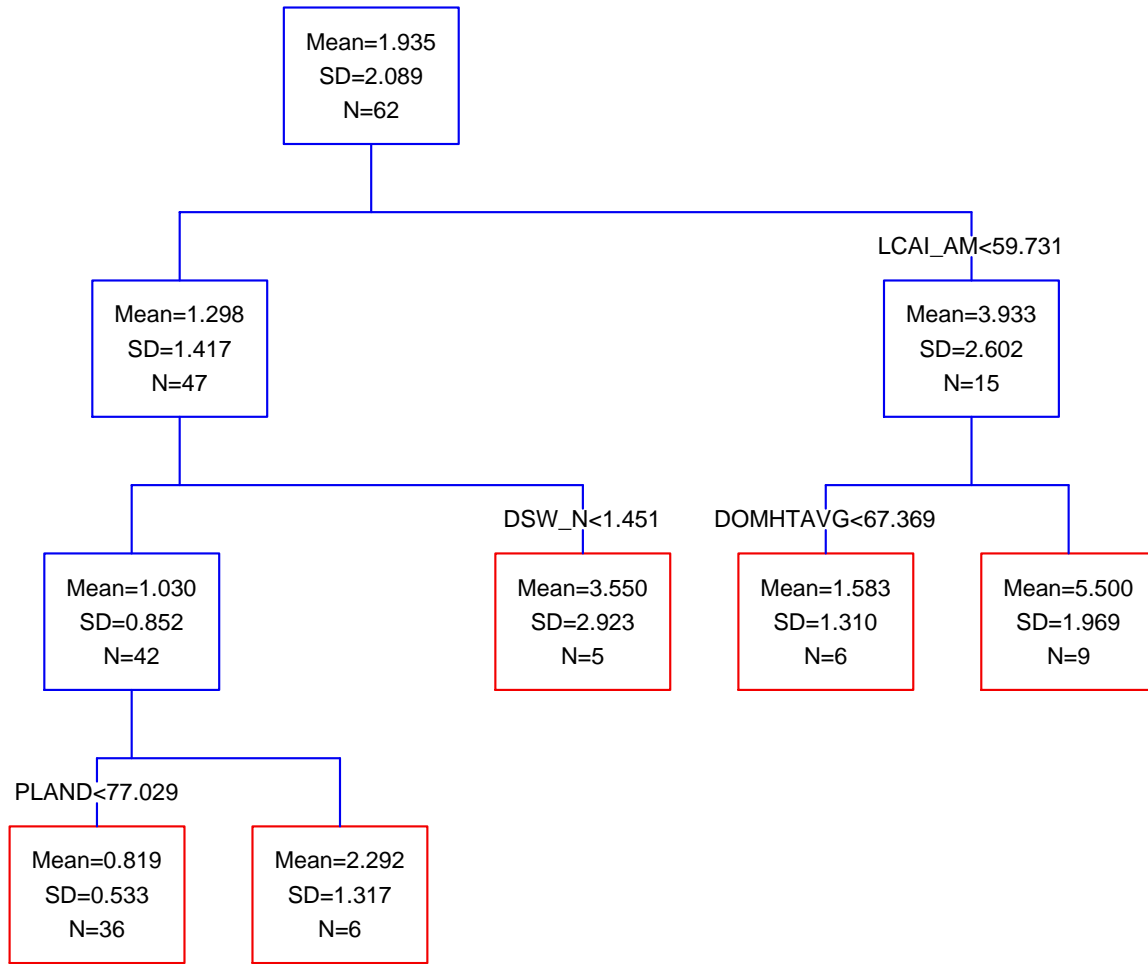 Mean=1.935
SD=2.089
N=62
LCAI_AM<59.731
Mean=1.298
SD=1.417
N=47
Mean=3.933
SD=2.602
N=15
DSW_N<1.451
DOMHTAVG<67.369
Mean=1.030
SD=0.852
N=42
Mean=3.550
SD=2.923
N=5
Mean=1.583
SD=1.310
N=6
Mean=5.500
SD=1.969
N=9
PLAND<77.029
Mean=0.819
SD=0.533
N=36
Mean=2.292
SD=1.317
N=6